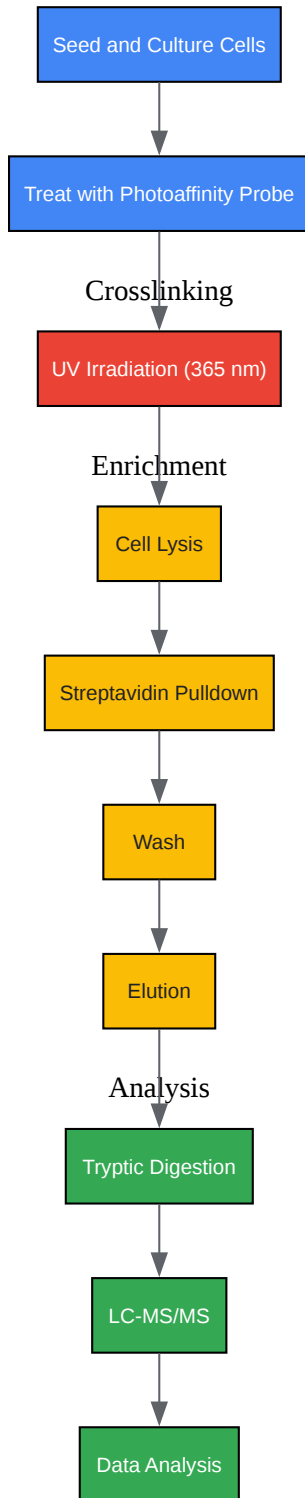 Seed and Culture Cells
Treat with Photoaffinity Probe
Crosslinking
UV Irradiation (365 nm)
Enrichment
Cell Lysis
Streptavidin Pulldown
Wash
Elution
Analysis
Tryptic Digestion
LC-MS/MS
Data Analysis